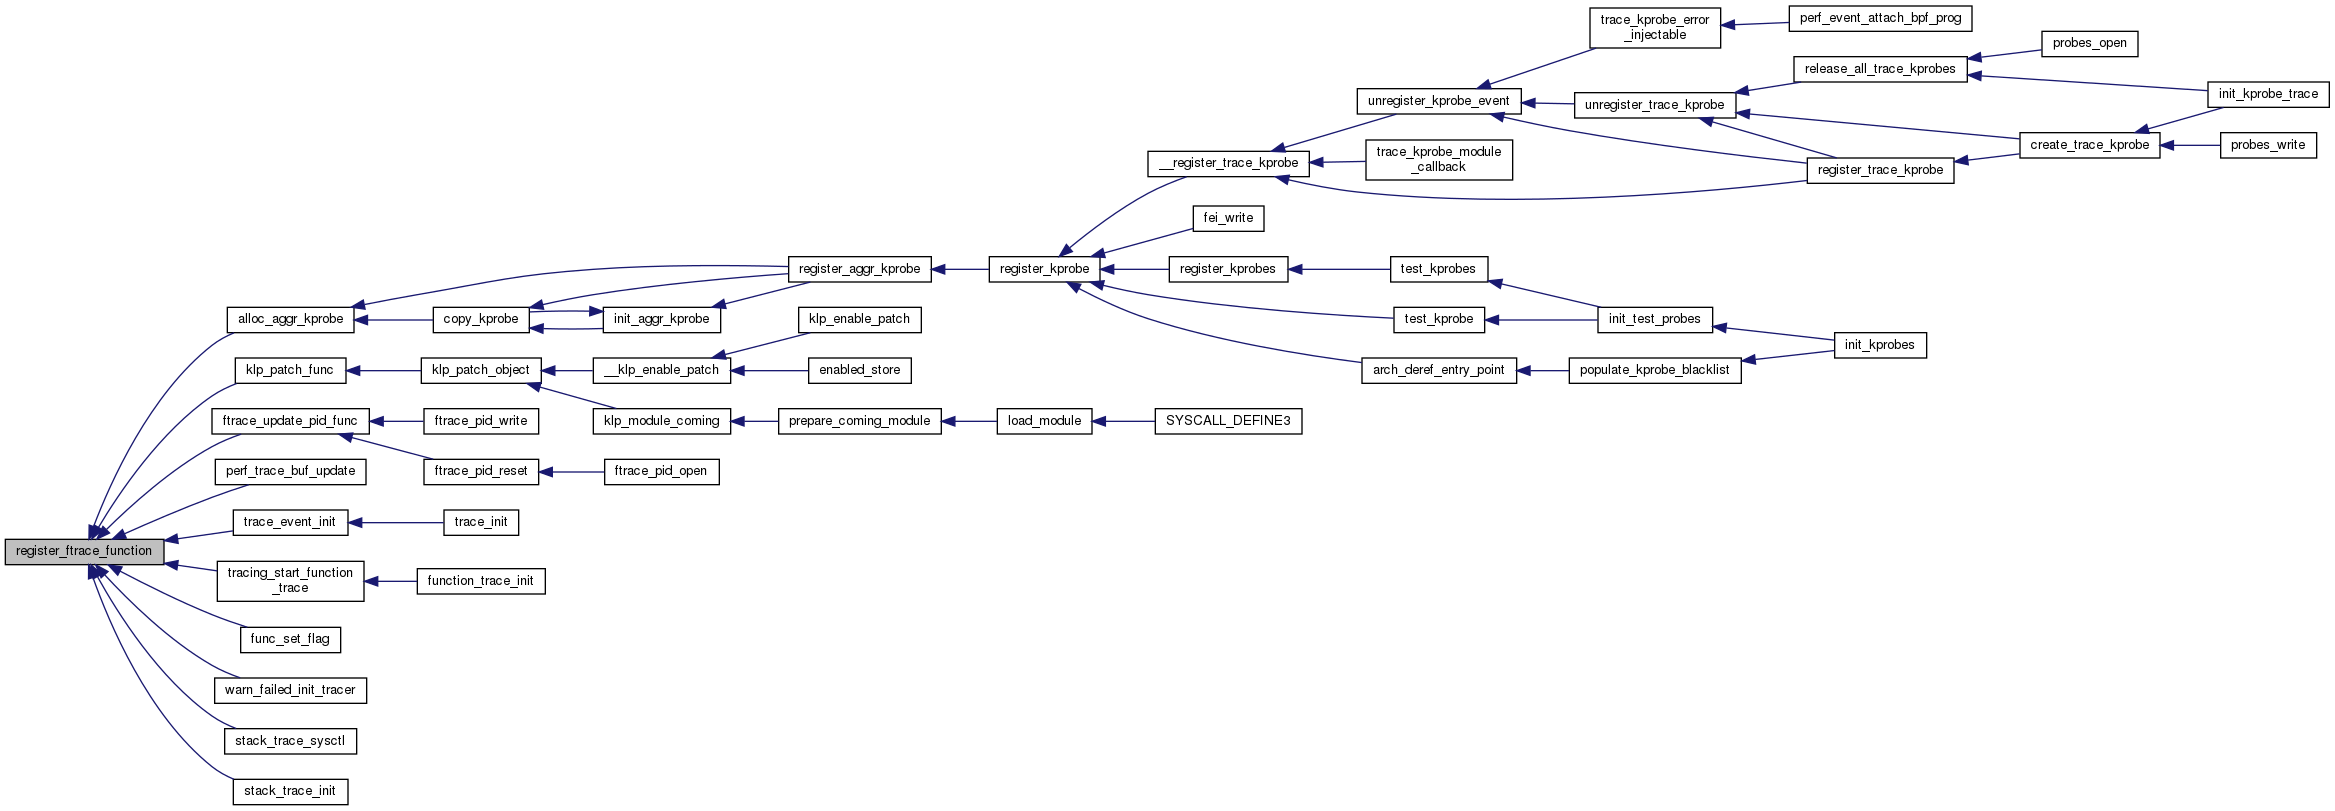 trace_kprobe_error
_injectable
perf_event_attach_bpf_prog
probes_open
release_all_trace_kprobes
unregister_kprobe_event
unregister_trace_kprobe
init_kprobe_trace
create_trace_kprobe
probes_write
__register_trace_kprobe
trace_kprobe_module
_callback
register_trace_kprobe
fei_write
register_aggr_kprobe
register_kprobe
register_kprobes
test_kprobes
alloc_aggr_kprobe
copy_kprobe
init_aggr_kprobe
klp_enable_patch
test_kprobe
init_test_probes
init_kprobes
klp_patch_func
klp_patch_object
__klp_enable_patch
enabled_store
arch_deref_entry_point
populate_kprobe_blacklist
ftrace_update_pid_func
ftrace_pid_write
klp_module_coming
prepare_coming_module
load_module
SYSCALL_DEFINE3
perf_trace_buf_update
ftrace_pid_reset
ftrace_pid_open
trace_event_init
trace_init
register_ftrace_function
tracing_start_function
_trace
function_trace_init
func_set_flag
warn_failed_init_tracer
stack_trace_sysctl
stack_trace_init